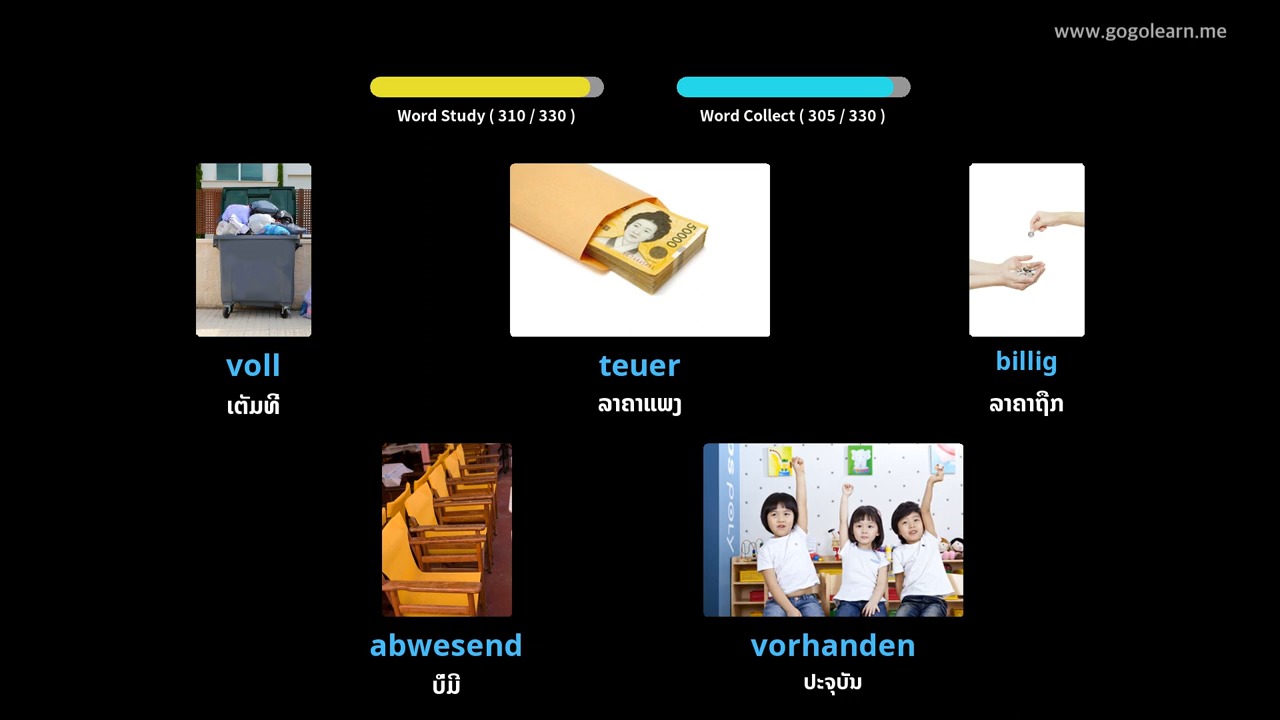 www.gogolearn.me
Word Study ( 310 / 330 )
Word Collect ( 305 / 330 )
50000
voll
teuer
billig
ເຕັມທີ
ລາຄາແພງ
ລາຄາຖືກ
POLY
abwesend
vorhanden
ບໍ່ມີ
ປະຈຸບັນ